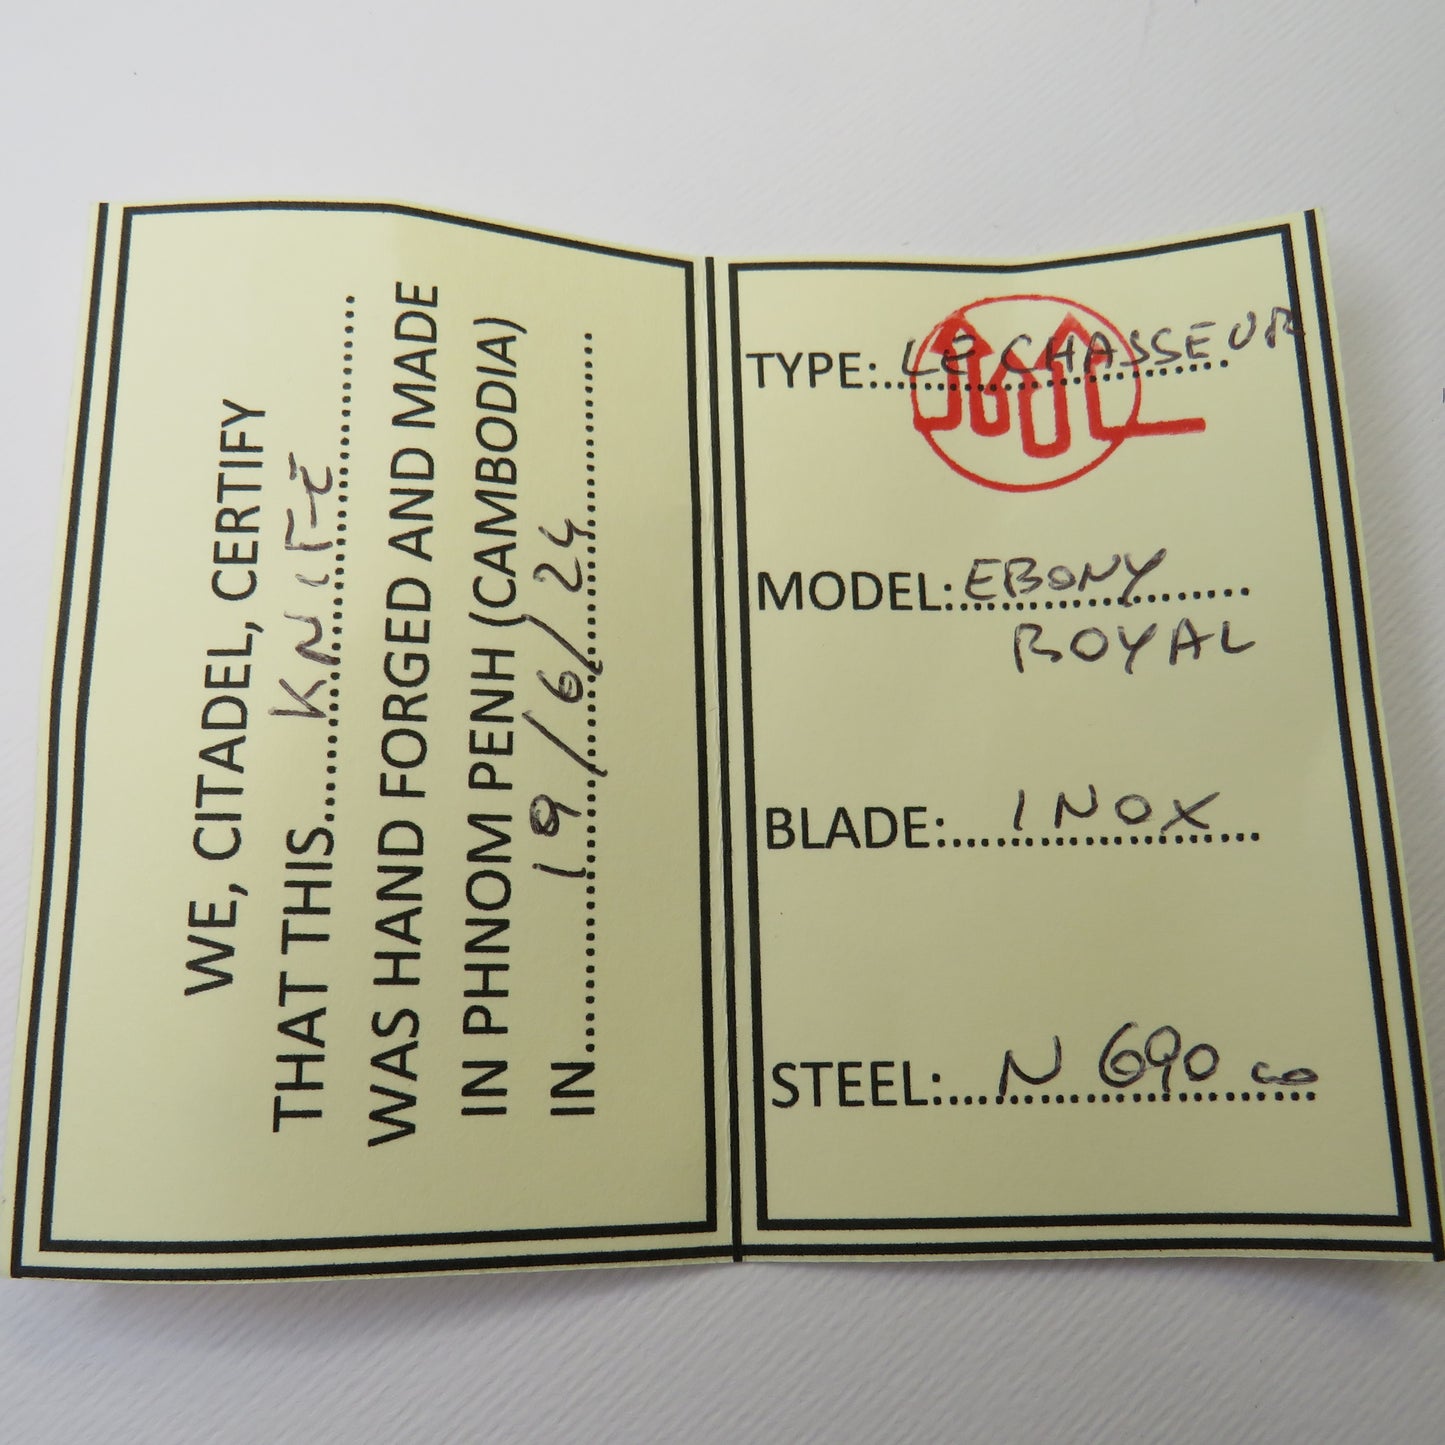 WE, CITADEL, CERTIFY
THAT THIS.......KNIFE...............
WAS HAND FORGED AND MADE
IN PHNOM PENH (CAMBODIA)
IN...............19/6/24...............
TYPE:..LE CHASSEUR..
MODEL:.EBONY........
ROYAL
BLADE:....INOX....
STEEL:....N 690 co